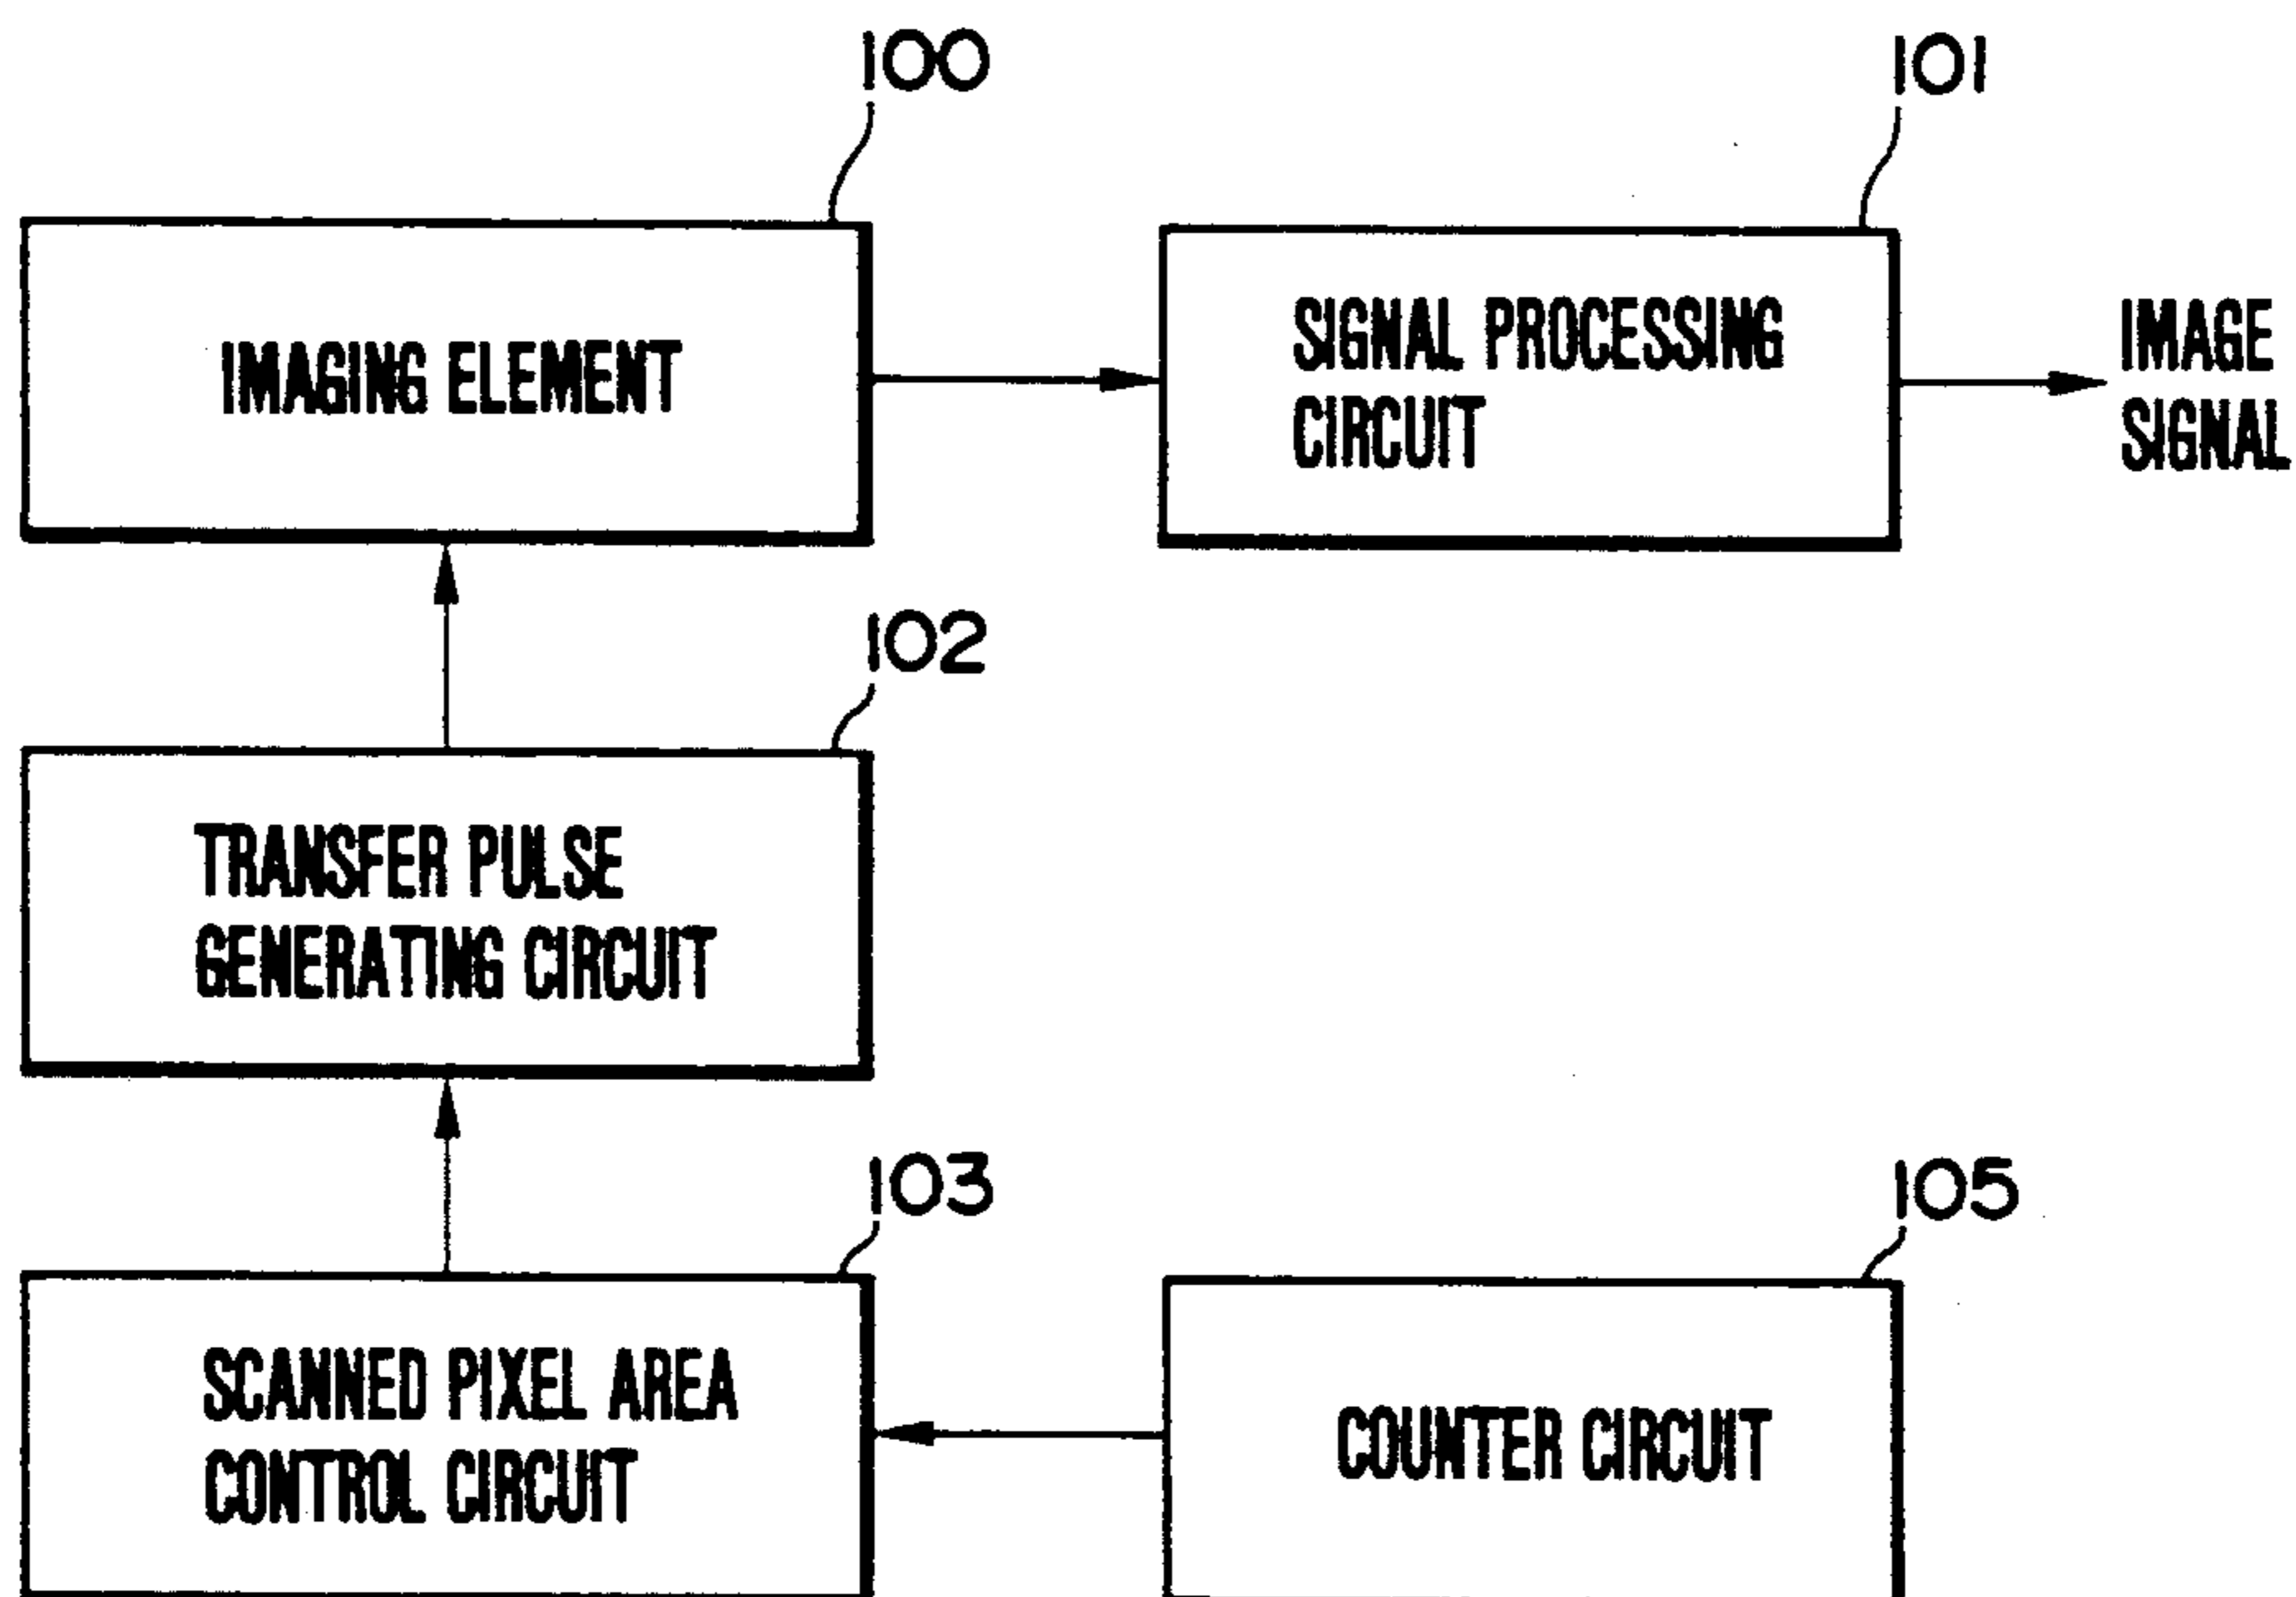 100
101
IMAGING ELEMENT
SIGNAL PROCESSING
CIRCUIT
IMAGE
SIGNAL
102
TRANSFER PULSE
GENERATING CIRCUIT
103
105
SCANNED PIXEL AREA
CONTROL CIRCUIT
COUNTER CIRCUIT